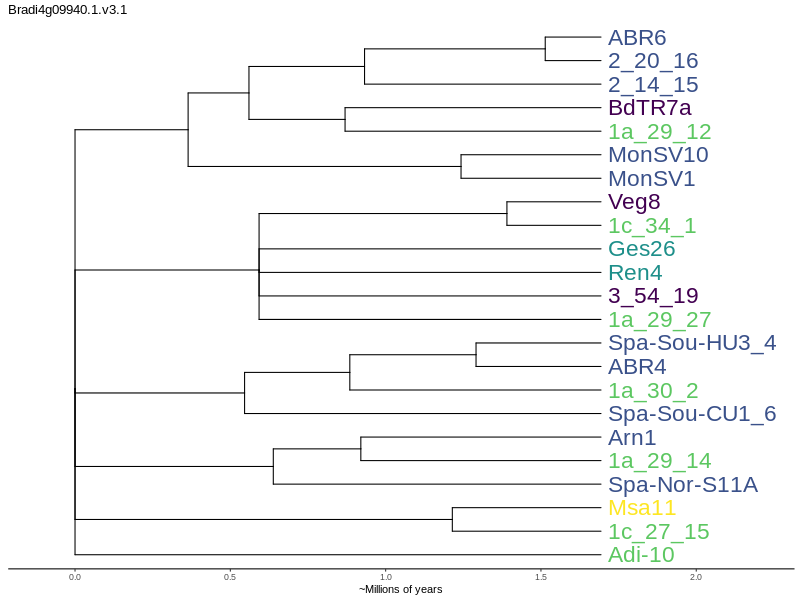 Bradi4g09940.1.v3.1
ABR6
2_20_16
2_14_15
BdTR7a
1a_29_12
MonSV10
MonSV1
Veg8
1c_34_1
Ges26
Ren4
3_54_19
1a_29_27
Spa-Sou-HU3_4
ABR4
1a_30_2
Spa-Sou-CU1_6
Arn1
1a_29_14
Spa-Nor-S11A
Msa11
1c_27_15
Adi-10
0.0 0.5 1.0 1.5 2.0
~Millions of years